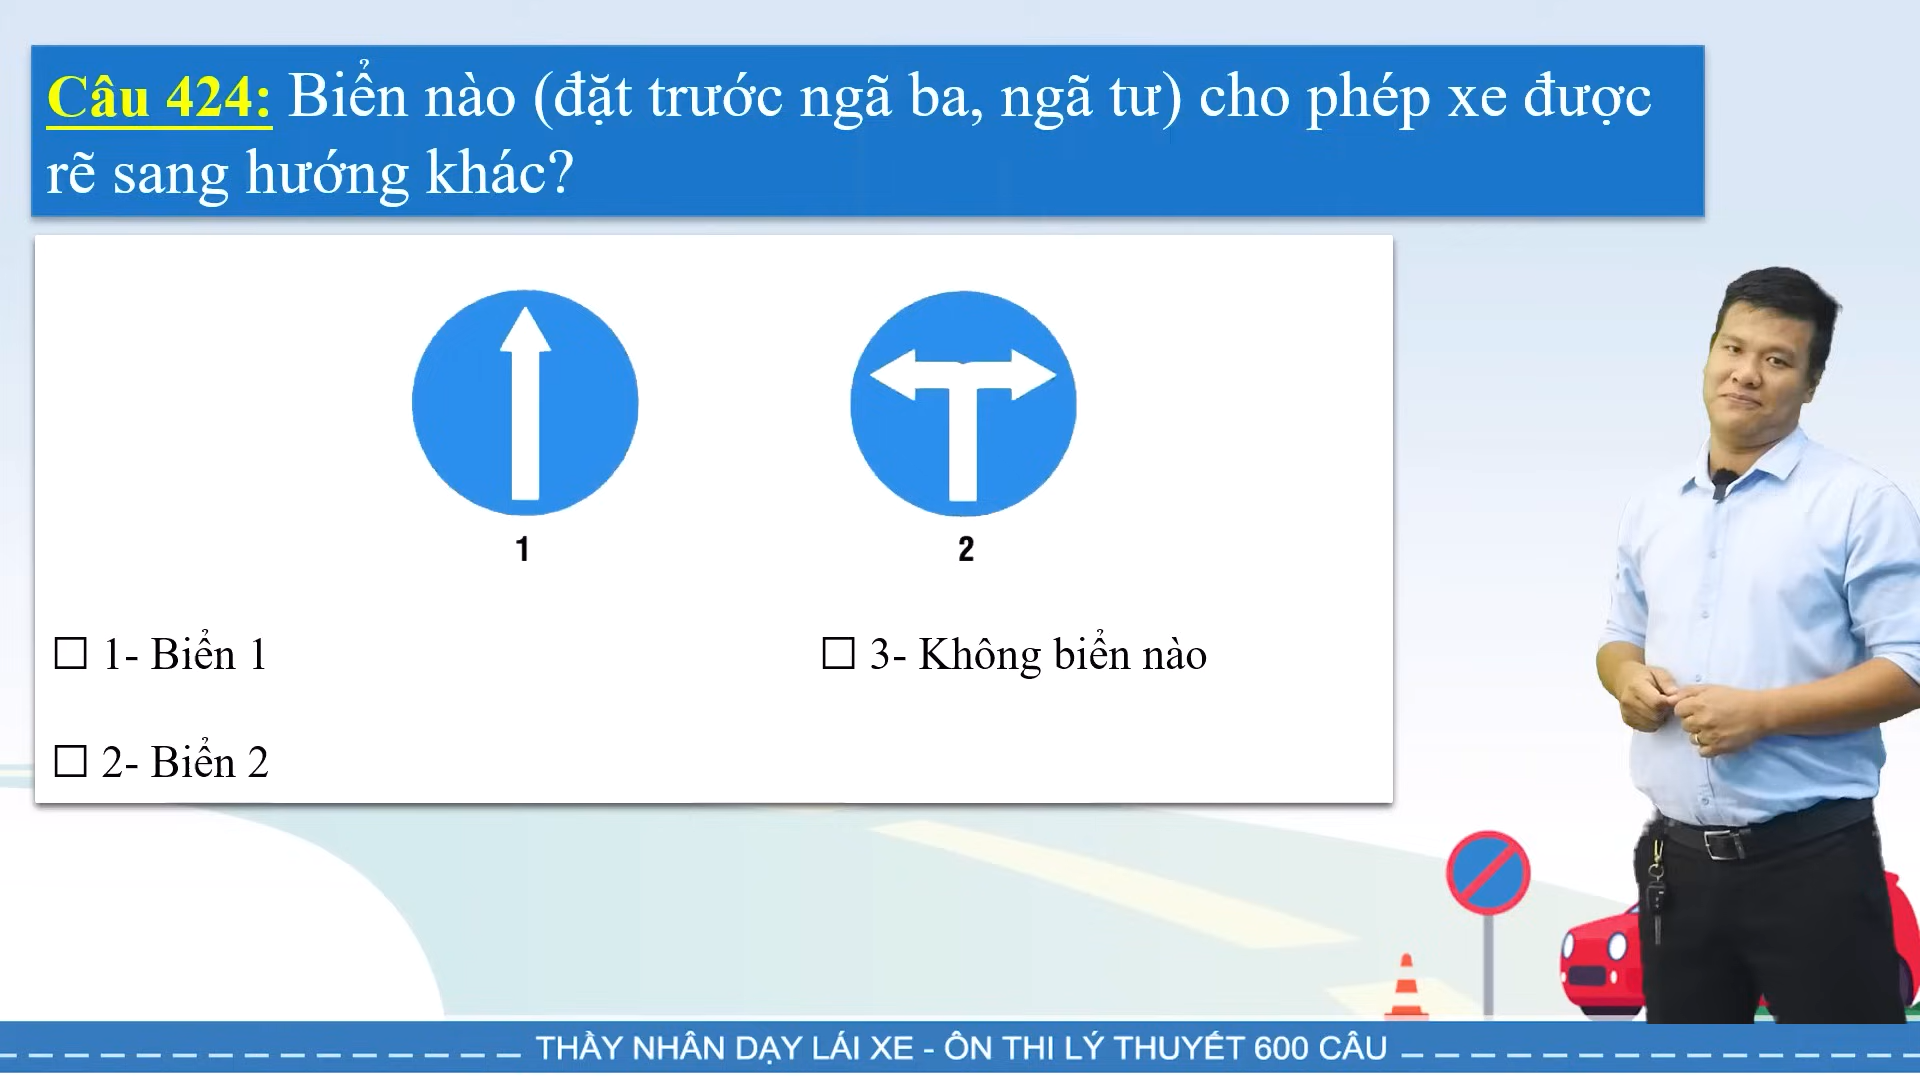 Câu 424: Biển nào (đặt trước ngã ba, ngã tư) cho phép xe được
rẽ sang hướng khác?
1
2
☐ 1- Biển 1
☐ 3- Không biển nào
☐ 2- Biển 2
THẦY NHÂN DẠY LÁI XE - ÔN THI LÝ THUYẾT 600 CÂU